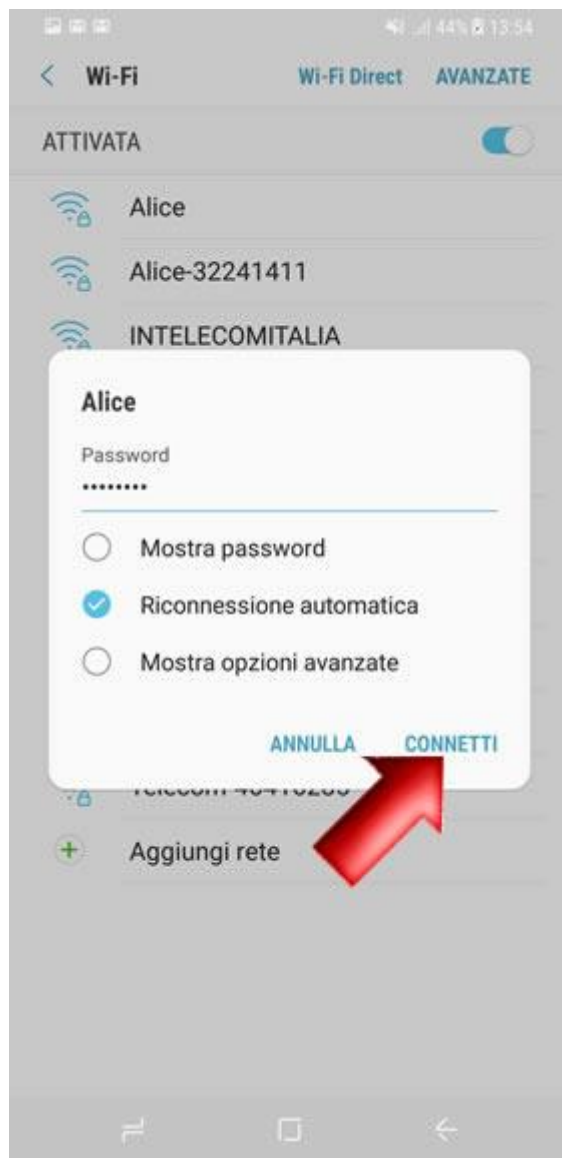 44% 13:54
Wi-Fi Wi-Fi Direct AVANZATE
ATTIVATA
Alice
Alice-32241411
INTELECOMITALIA
Alice
Password
••••••••
Mostra password
Riconnessione automatica
Mostra opzioni avanzate
ANNULLA CONNETTI
Aggiungi rete